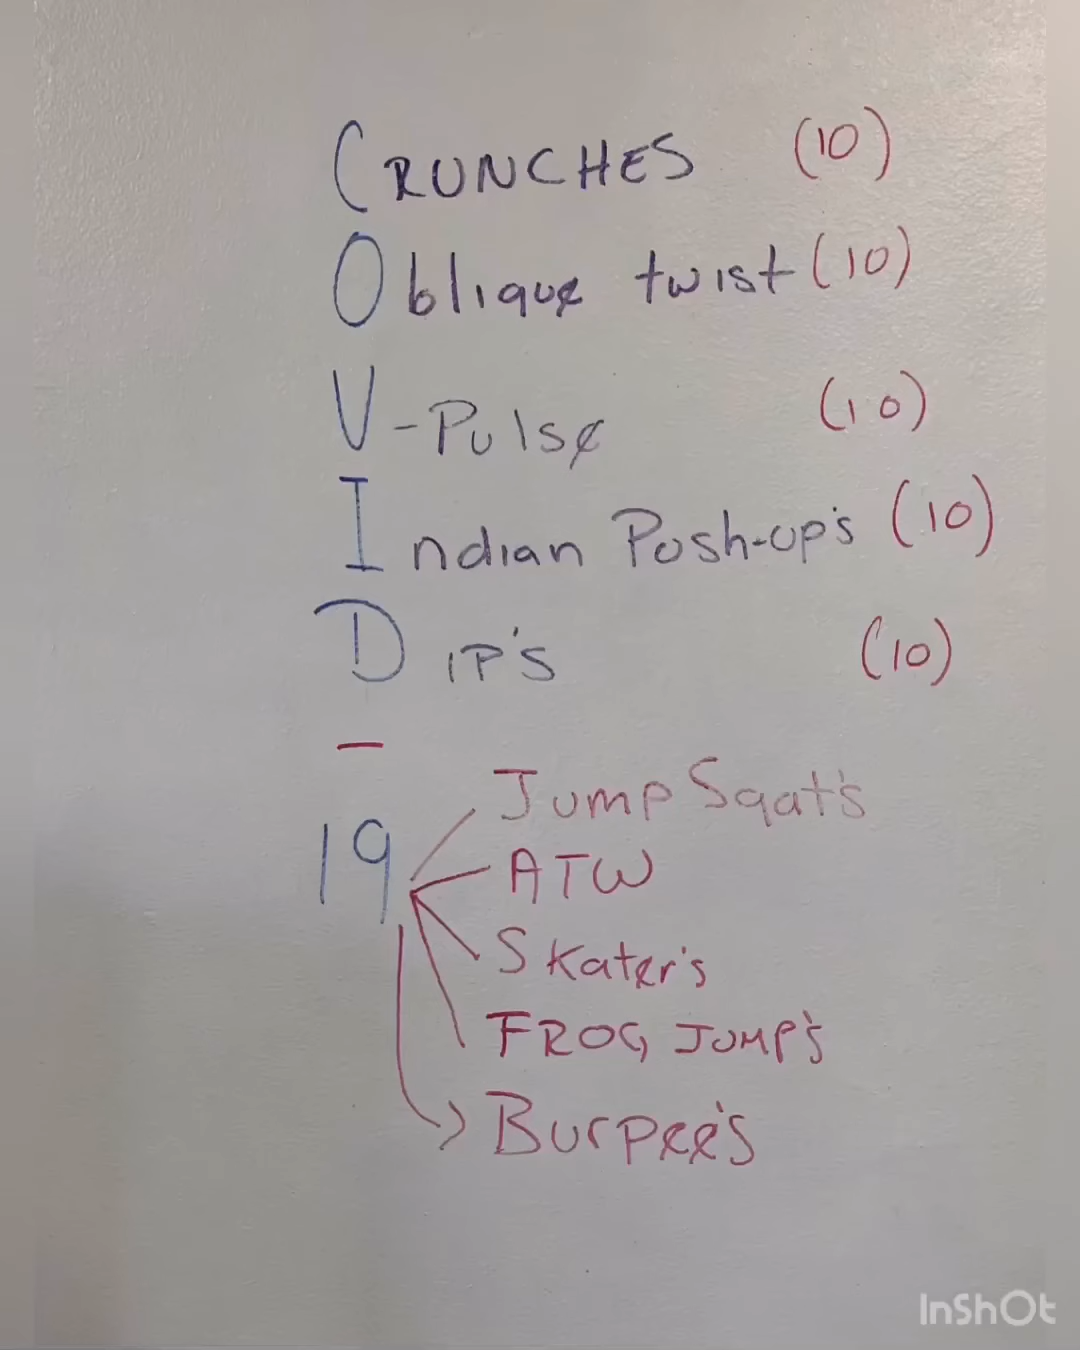 CRUNCHES (10)
Oblique twist (10)
V-Pulse (10)
Indian Push-up's (10)
DIP'S (10)
-
19
Jump Sqat's
ATW
Skater's
FROG JUMP'S
Burpee's
InShOt